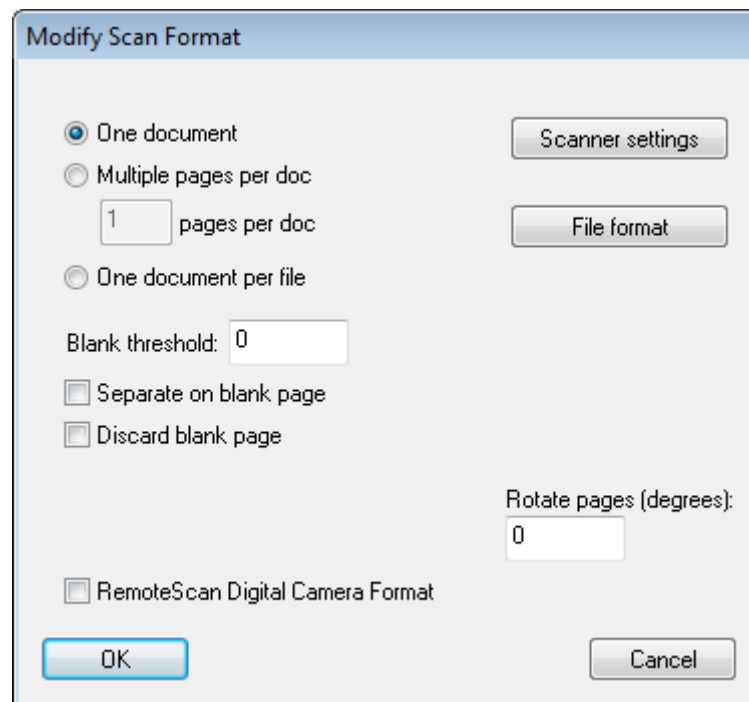 Modify Scan Format
One document
Scanner settings
Multiple pages per doc
1 pages per doc
File format
One document per file
Blank threshold: 0
Separate on blank page
Discard blank page
Rotate pages (degrees):
0
RemoteScan Digital Camera Format
OK
Cancel